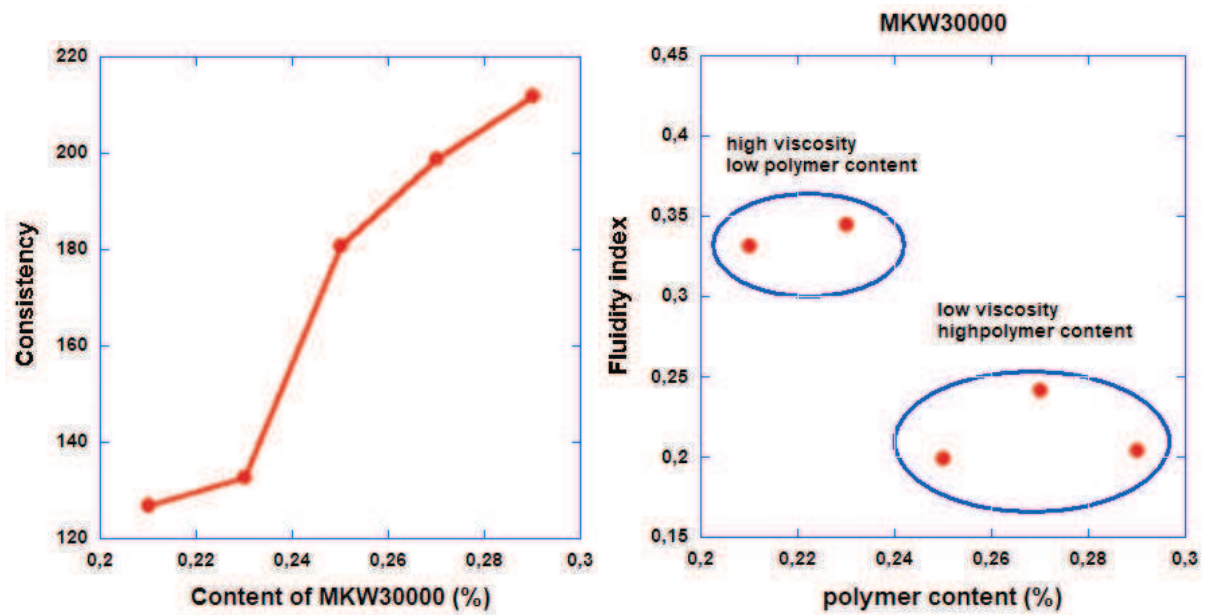 220
200
180
160
140
120
Consistency
0,2
0,22
0,24
0,26
0,28
0,3
Content of MKW30000 (%)
MKW30000
0,45
0,4
0,35
0,3
0,25
0,2
0,15
Fluidity index
high viscosity
low polymer content
low viscosity
highpolymer content
0,2
0,22
0,24
0,26
0,28
0,3
polymer content (%)